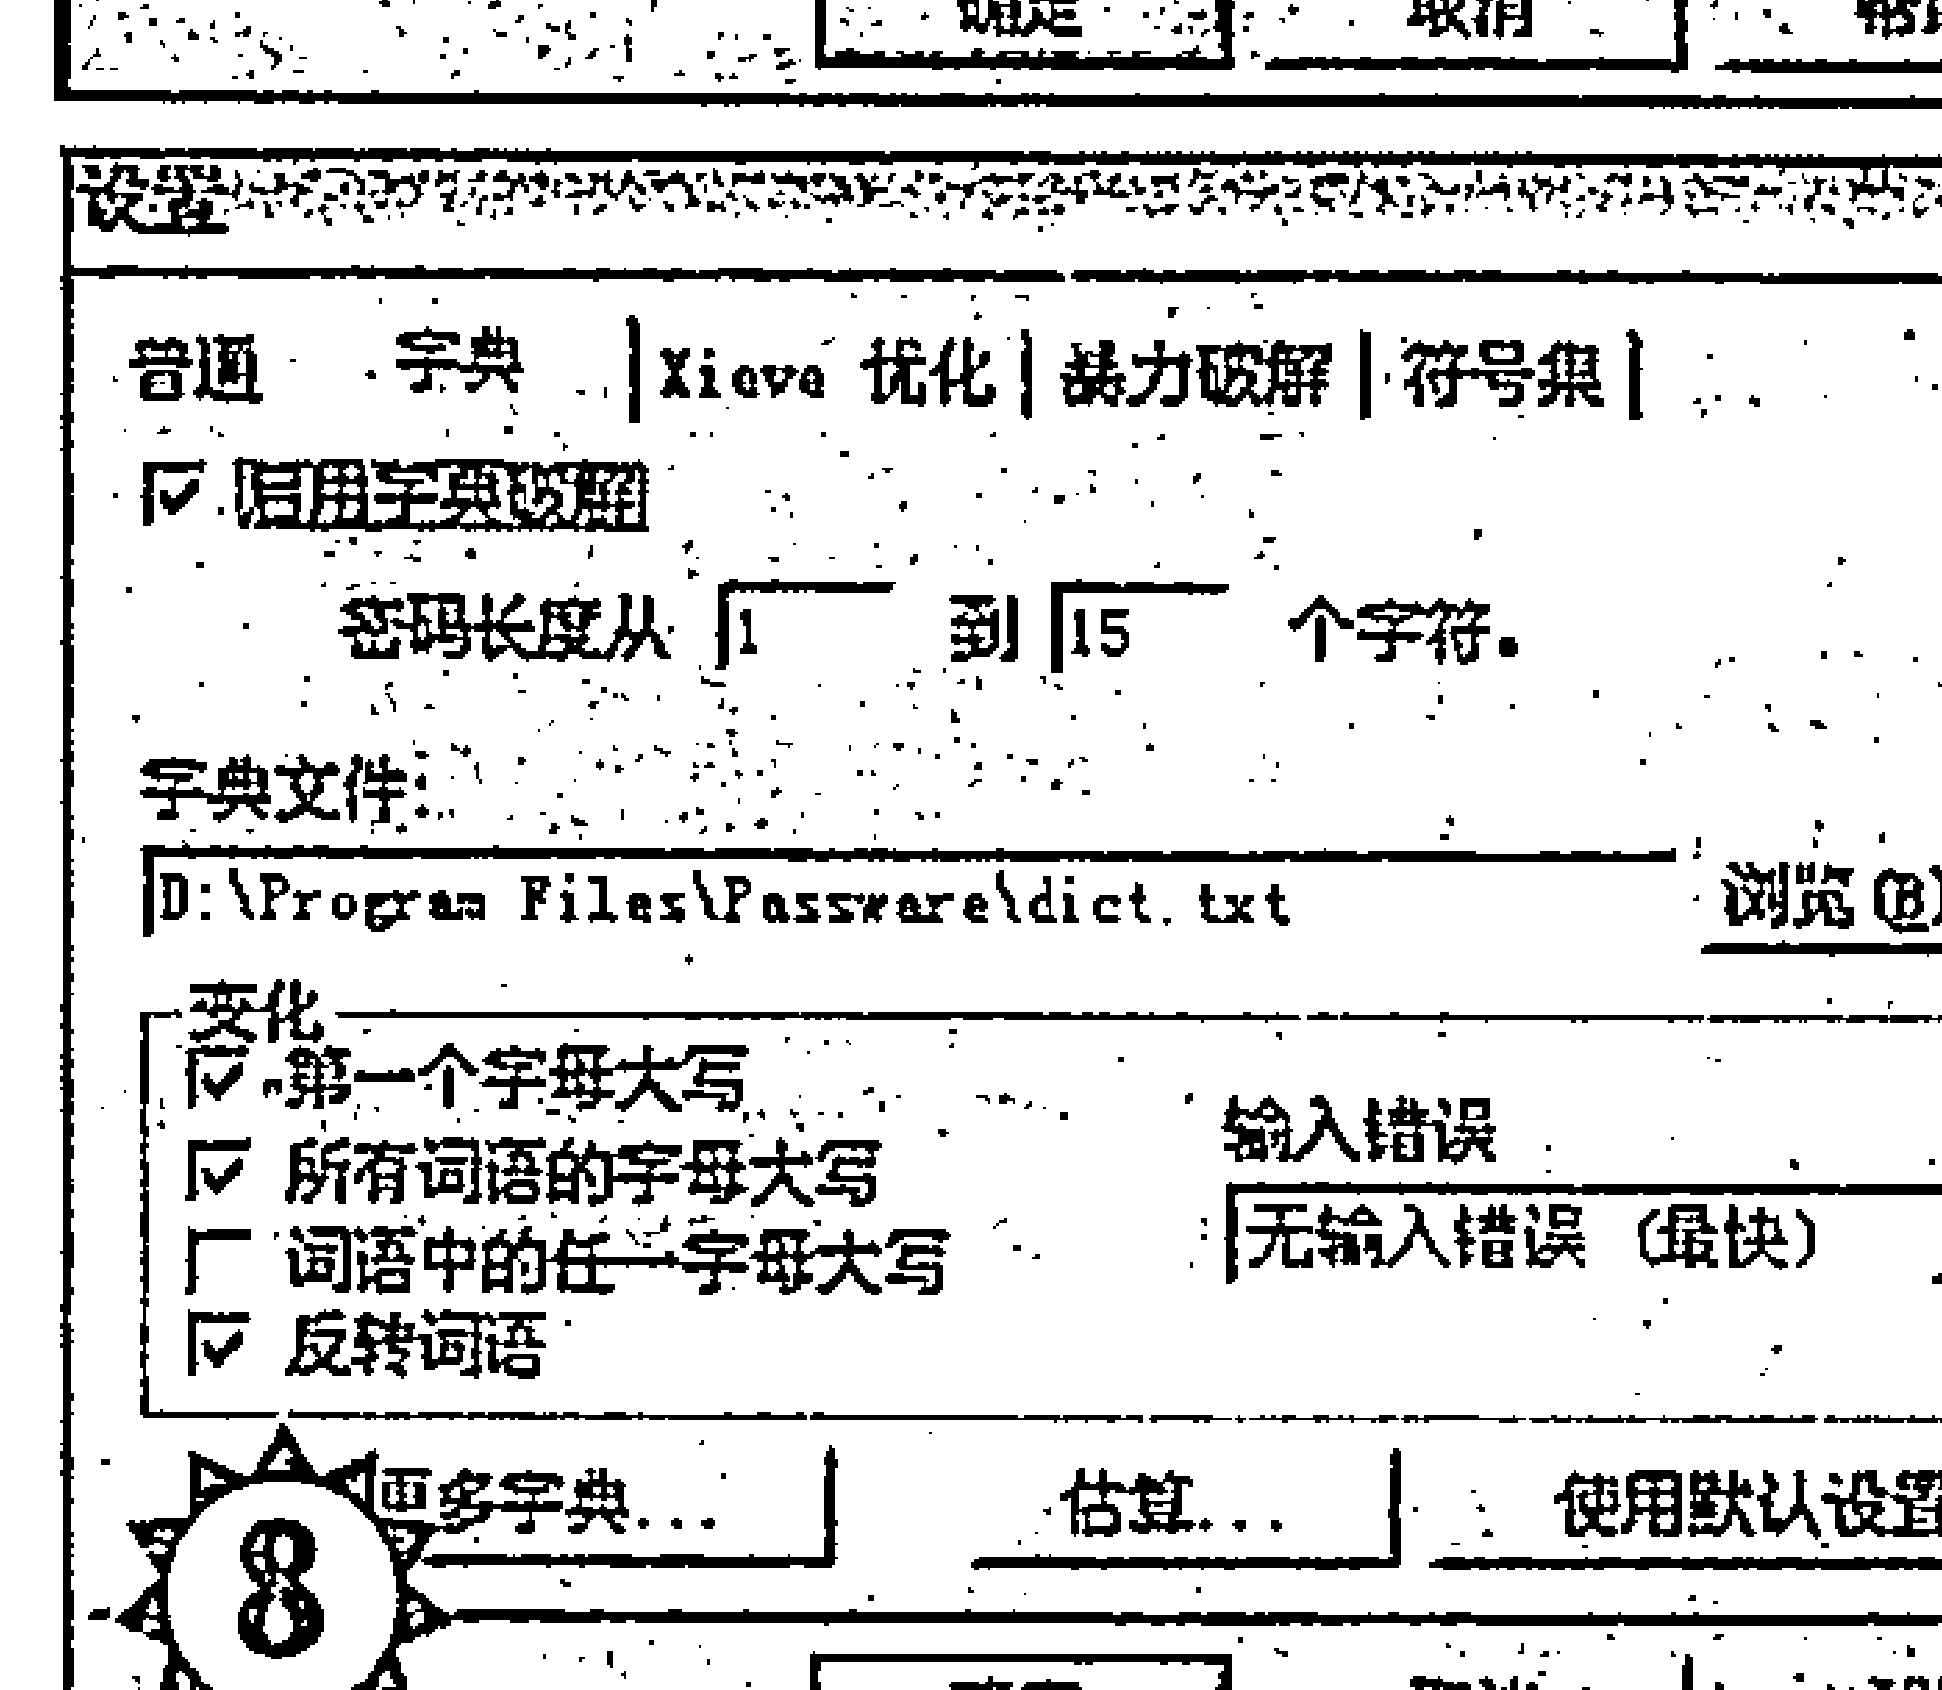 确定 取消
设置
普通 字典 Xieve 优化 暴力破解 符号集
启用字典破解
密码长度从 1 到 15 个字符。
字典文件:
D:\Program Files\Passware\dict.txt 浏览(B)
变化
第一个字母大写
输入错误
所有词语的字母大写
无输入错误 (最快)
词语中的任一字母大写
反转词语
更多字典... 估算... 使用默认设置
8